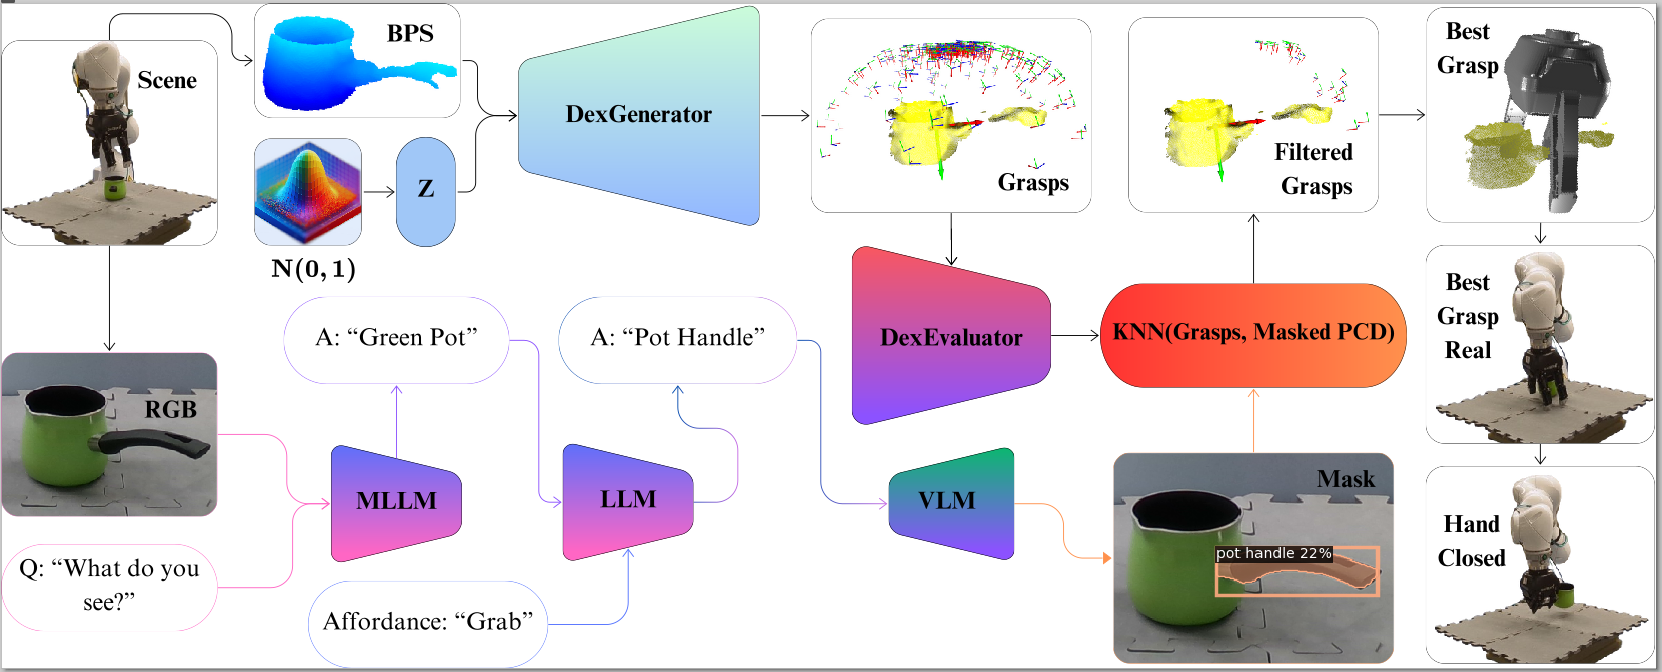 Scene
BPS
N(0, 1)
Z
DexGenerator
Grasps
Filtered
Grasps
Best
Grasp
RGB
Q: “What do you
see?”
A: “Green Pot”
MLLM
A: “Pot Handle”
LLM
Affordance: “Grab”
DexEvaluator
VLM
KNN(Grasps, Masked PCD)
Mask
pot handle 22%
Best
Grasp
Real
Hand
Closed